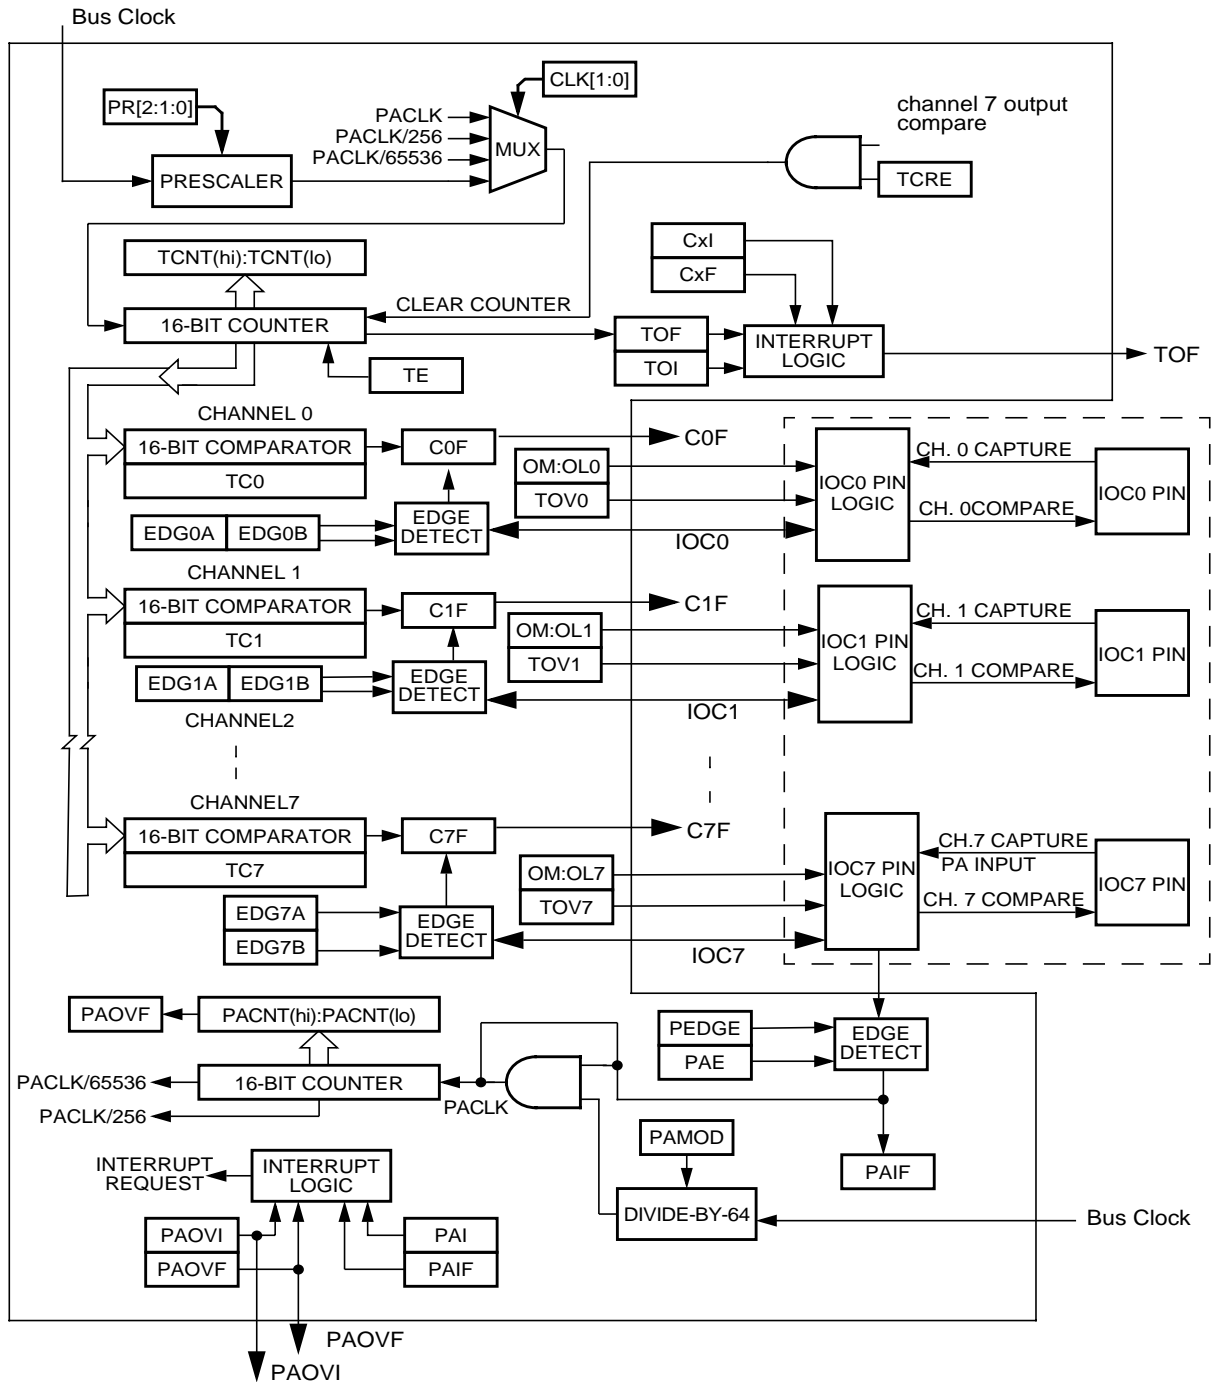 Bus Clock
CLK[1:0]
PR[2:1:0]
channel 7 output
compare
PACLK
PACLK/256
PACLK/65536
MUX
PRESCALER
TCRE
CxI
CxF
TCNT(hi):TCNT(lo)
CLEAR COUNTER
16-BIT COUNTER
TOF
TOI
INTERRUPT
LOGIC
TOF
TE
CHANNEL 0
16-BIT COMPARATOR
TC0
C0F
C0F
OM:OL0
TOV0
IOC0 PIN
LOGIC
CH. 0 CAPTURE
CH. 0COMPARE
IOC0 PIN
EDG0A
EDG0B
EDGE
DETECT
IOC0
CHANNEL 1
16-BIT COMPARATOR
TC1
C1F
C1F
OM:OL1
TOV1
IOC1 PIN
LOGIC
CH. 1 CAPTURE
CH. 1 COMPARE
IOC1 PIN
EDG1A
EDG1B
EDGE
DETECT
IOC1
CHANNEL2
CHANNEL7
16-BIT COMPARATOR
TC7
C7F
C7F
OM:OL7
TOV7
IOC7 PIN
LOGIC
CH.7 CAPTURE
PA INPUT
CH. 7 COMPARE
IOC7 PIN
EDG7A
EDG7B
EDGE
DETECT
IOC7
PAOVF
PACNT(hi):PACNT(lo)
PEDGE
PAE
EDGE
DETECT
PACLK/65536
16-BIT COUNTER
PACLK
PACLK/256
PAMOD
PAIF
INTERRUPT
REQUEST
INTERRUPT
LOGIC
DIVIDE-BY-64
Bus Clock
PAOVI
PAOVF
PAI
PAIF
PAOVF
PAOVI